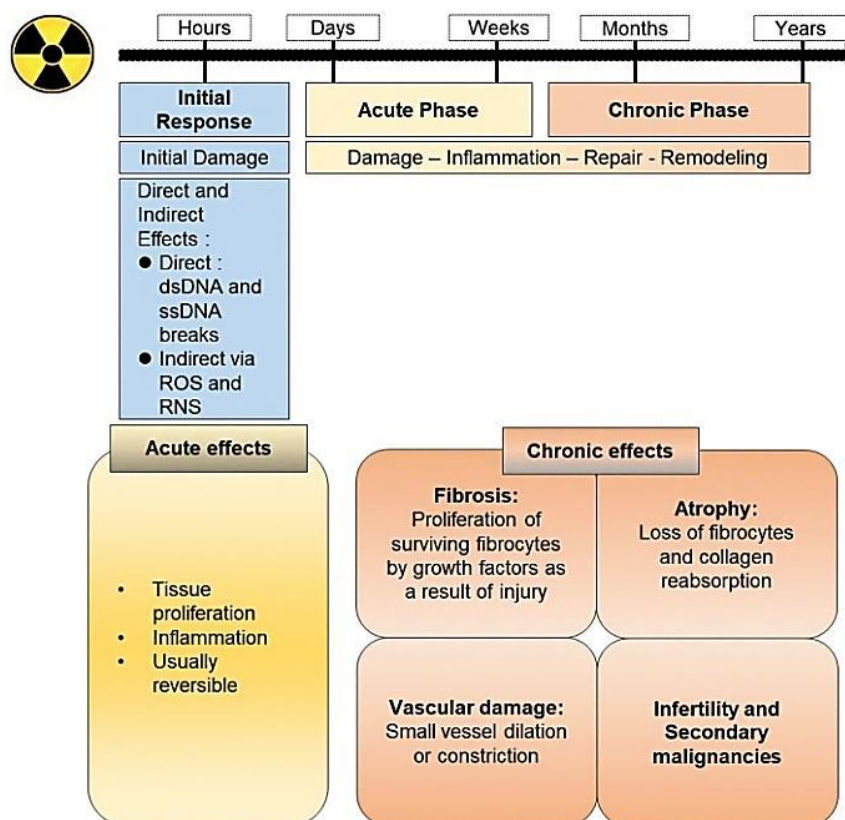 Hours
Days
Weeks
Months
Years
Initial
Response
Acute Phase
Chronic Phase
Initial Damage
Damage – Inflammation – Repair - Remodeling
Direct and
Indirect
Effects :
● Direct :
dsDNA and
ssDNA
breaks
● Indirect via
ROS and
RNS
Acute effects
• Tissue
proliferation
• Inflammation
• Usually
reversible
Chronic effects
Fibrosis:
Proliferation of
surviving fibrocytes
by growth factors as
a result of injury
Atrophy:
Loss of fibrocytes
and collagen
reabsorption
Vascular damage:
Small vessel dilation
or constriction
Infertility and
Secondary
malignancies